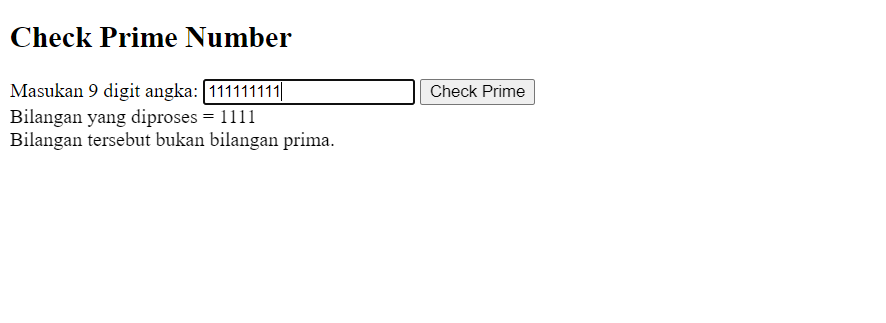 Check Prime Number
Masukan 9 digit angka: 111111111 Check Prime
Bilangan yang diproses = 1111
Bilangan tersebut bukan bilangan prima.